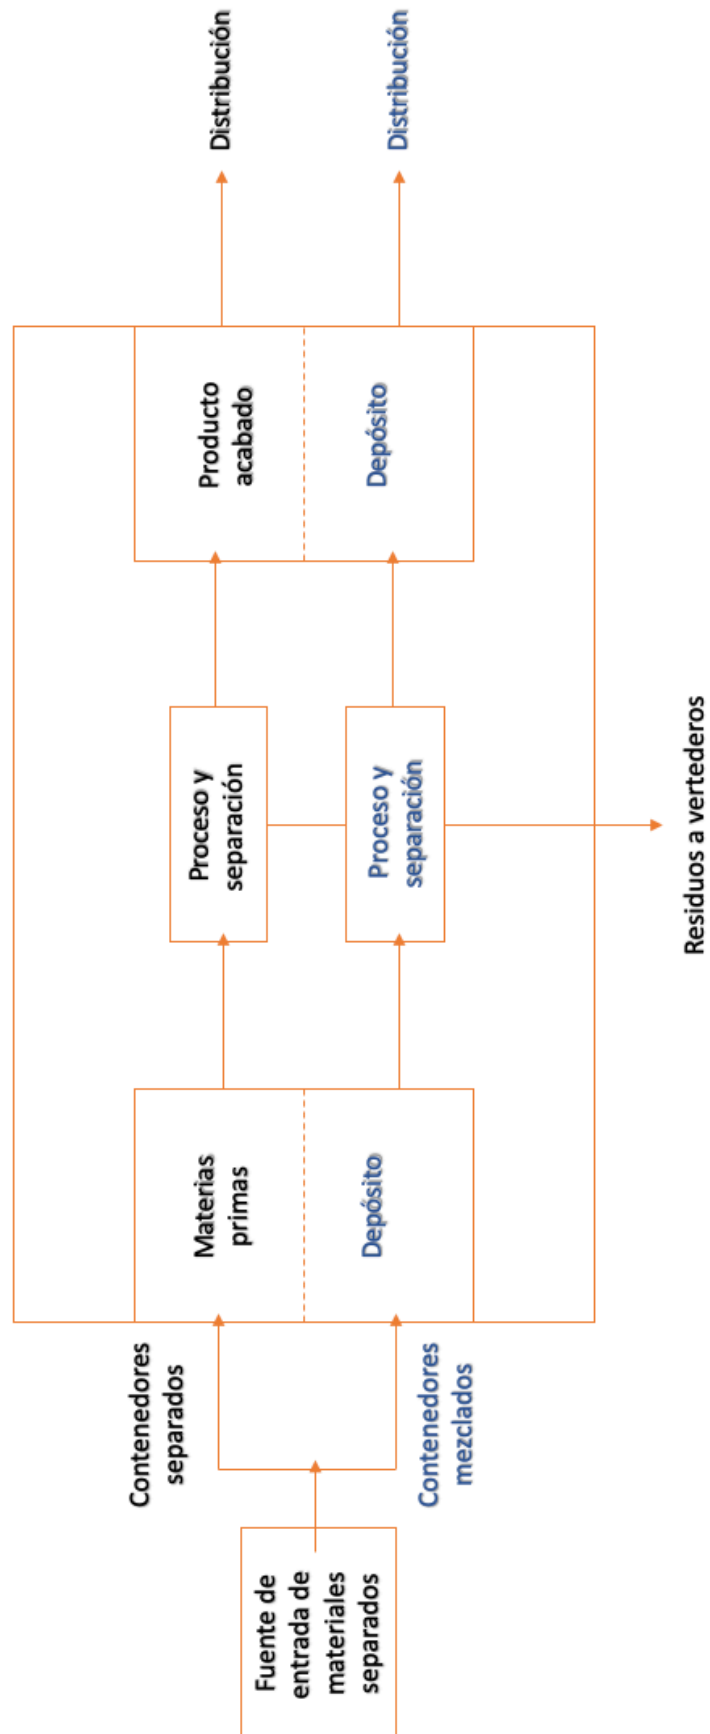 Fuente de
entrada de
materiales
separados
Contenedores
separados
Contenedores
mezclados
Materias
primas
Depósito
Proceso y
separación
Proceso y
separación
Producto
acabado
Depósito
Distribución
Distribución
Residuos a vertederos